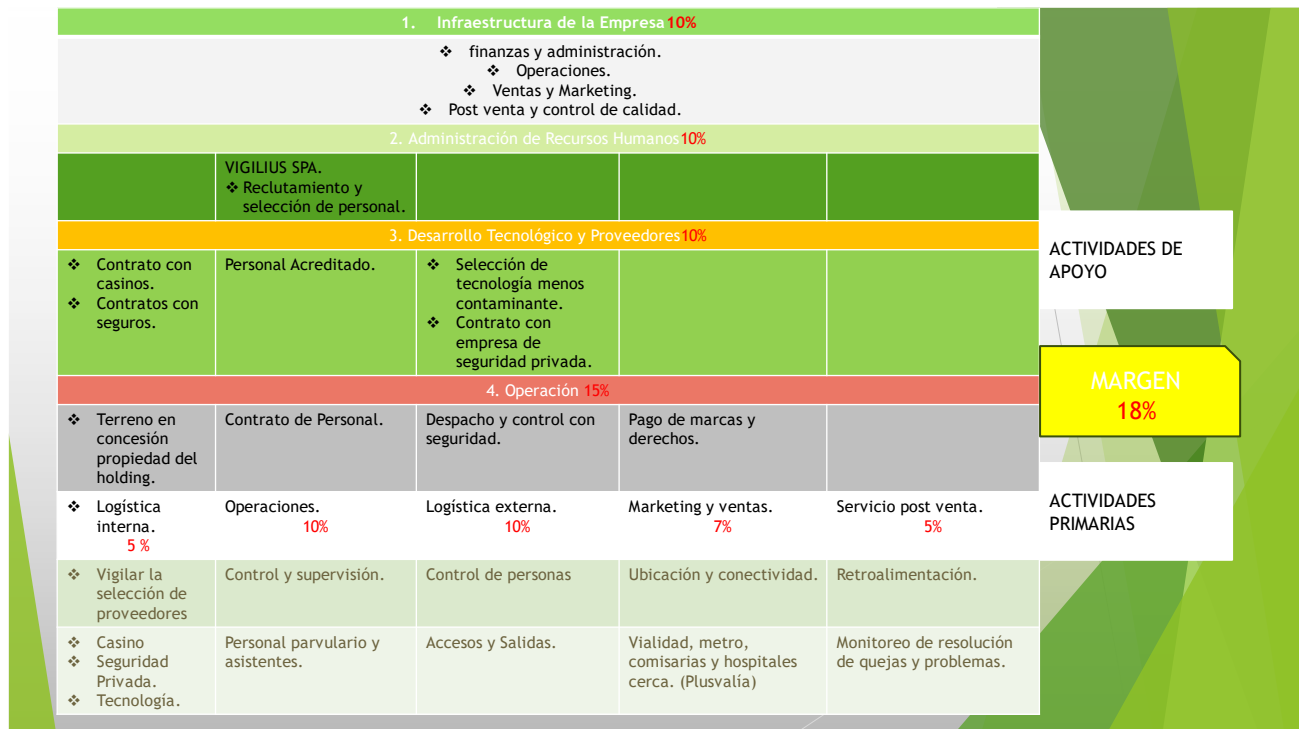 1. Infraestructura de la Empresa10%
❖ finanzas y administración.
❖ Operaciones.
❖ Ventas y Marketing.
❖ Post venta y control de calidad.
2. Administración de Recursos Humanos10%
VIGILIUS SPA.
❖ Reclutamiento y
selección de personal.
3. Desarrollo Tecnológico y Proveedores10%
❖ Contrato con
casinos.
❖ Contratos con
seguros.
Personal Acreditado.
❖ Selección de
tecnología menos
contaminante.
❖ Contrato con
empresa de
seguridad privada.
4. Operación 15%
❖ Terreno en
concesión
propiedad del
holding.
Contrato de Personal.
Despacho y control con
seguridad.
Pago de marcas y
derechos.
❖ Logística
interna.
5 %
Operaciones.
10%
Logística externa.
10%
Marketing y ventas.
7%
Servicio post venta.
5%
❖ Vigilar la
selección de
proveedores
Control y supervisión.
Control de personas
Ubicación y conectividad.
Retroalimentación.
❖ Casino
❖ Seguridad
Privada.
❖ Tecnología.
Personal parvulario y
asistentes.
Accesos y Salidas.
Vialidad, metro,
comisarias y hospitales
cerca. (Plusvalía)
Monitoreo de resolución
de quejas y problemas.
ACTIVIDADES DE
APOYO
MARGEN
18%
ACTIVIDADES
PRIMARIAS